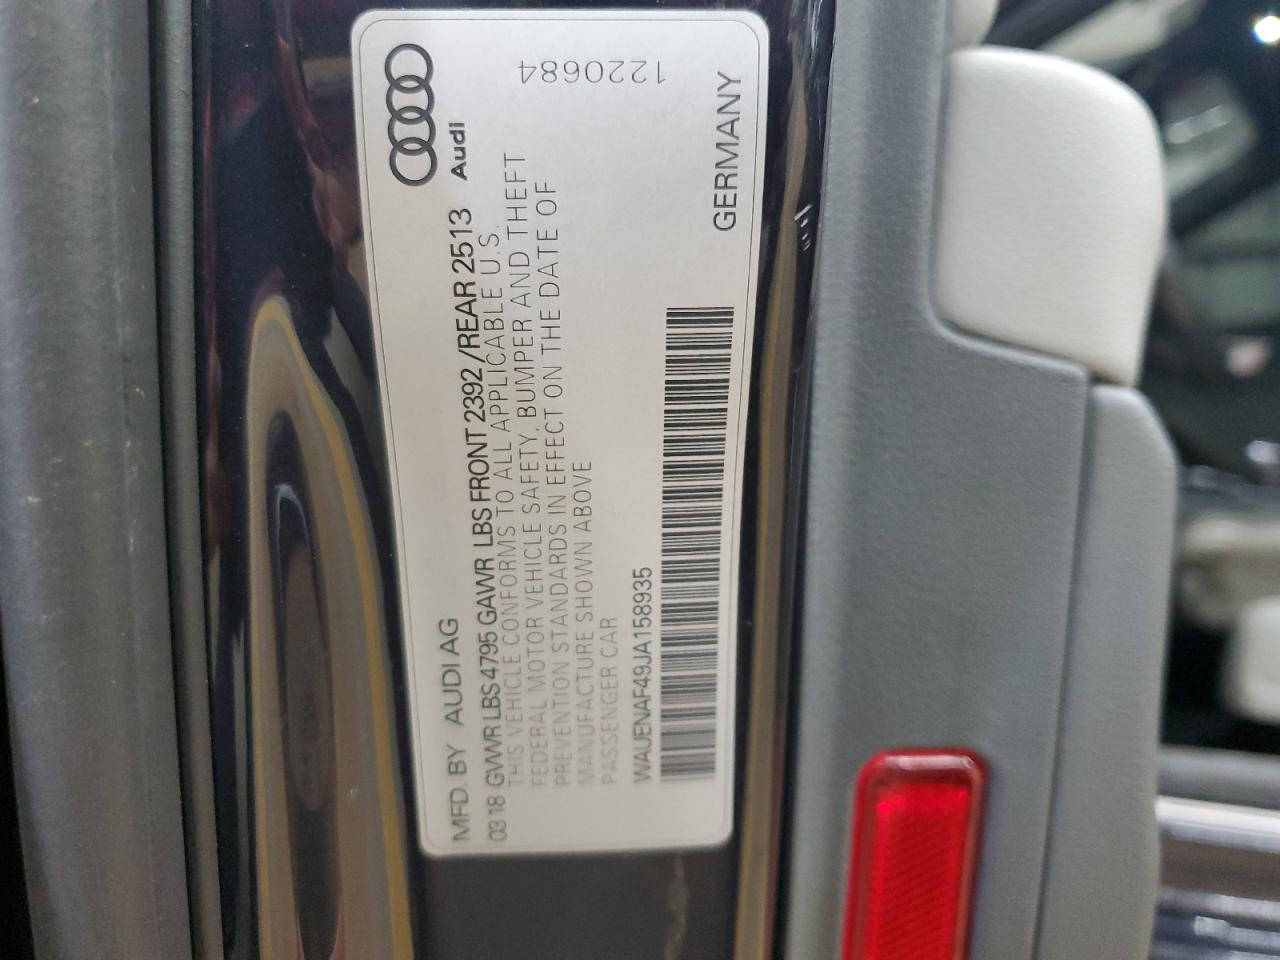 MFD. BY AUDI AG
Audi
03 18 GVWR LBS 4795 GAWR LBS FRONT 2392 / REAR 2513
THIS VEHICLE CONFORMS TO ALL APPLICABLE U.S.
FEDERAL MOTOR VEHICLE SAFETY, BUMPER AND THEFT
PREVENTION STANDARDS IN EFFECT ON THE DATE OF
MANUFACTURE SHOWN ABOVE
PASSENGER CAR
WAUENAF49JA158935
GERMANY
1220684